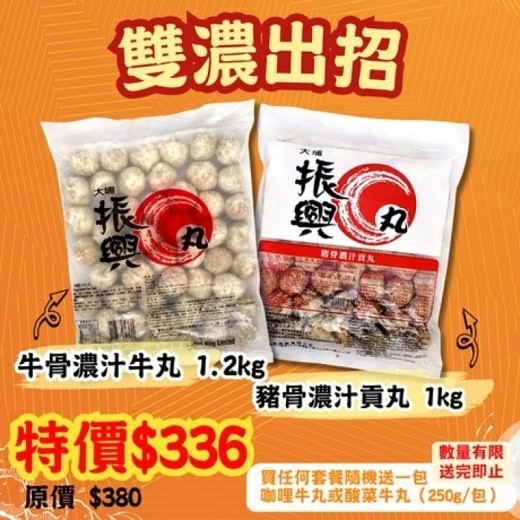 雙濃出招
大埔
振興
丸
大埔
振興
丸
豬骨濃汁貢丸
牛骨濃汁牛丸 1.2kg
豬骨濃汁貢丸 1kg
特價$336
原價 $380
數量有限
送完即止
買任何套餐隨機送一包
咖哩牛丸或酸菜牛丸（250g/包）